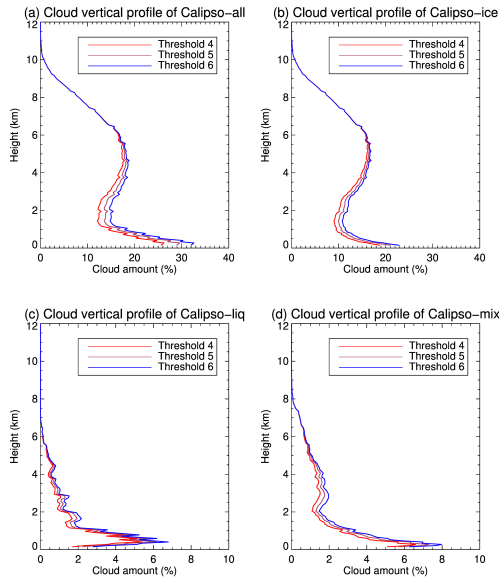 (a) Cloud vertical profile of Calipso-all
12
10
8
6
4
2
0
Height (km)
Threshold 4
Threshold 5
Threshold 6
0 10 20 30 40
Cloud amount (%)
(b) Cloud vertical profile of Calipso-ice
12
10
8
6
4
2
0
Height (km)
Threshold 4
Threshold 5
Threshold 6
0 10 20 30 40
Cloud amount (%)
(c) Cloud vertical profile of Calipso-liq
12
10
8
6
4
2
0
Height (km)
Threshold 4
Threshold 5
Threshold 6
0 2 4 6 8 10
Cloud amount (%)
(d) Cloud vertical profile of Calipso-mix
12
10
8
6
4
2
0
Height (km)
Threshold 4
Threshold 5
Threshold 6
0 2 4 6 8 10
Cloud amount (%)